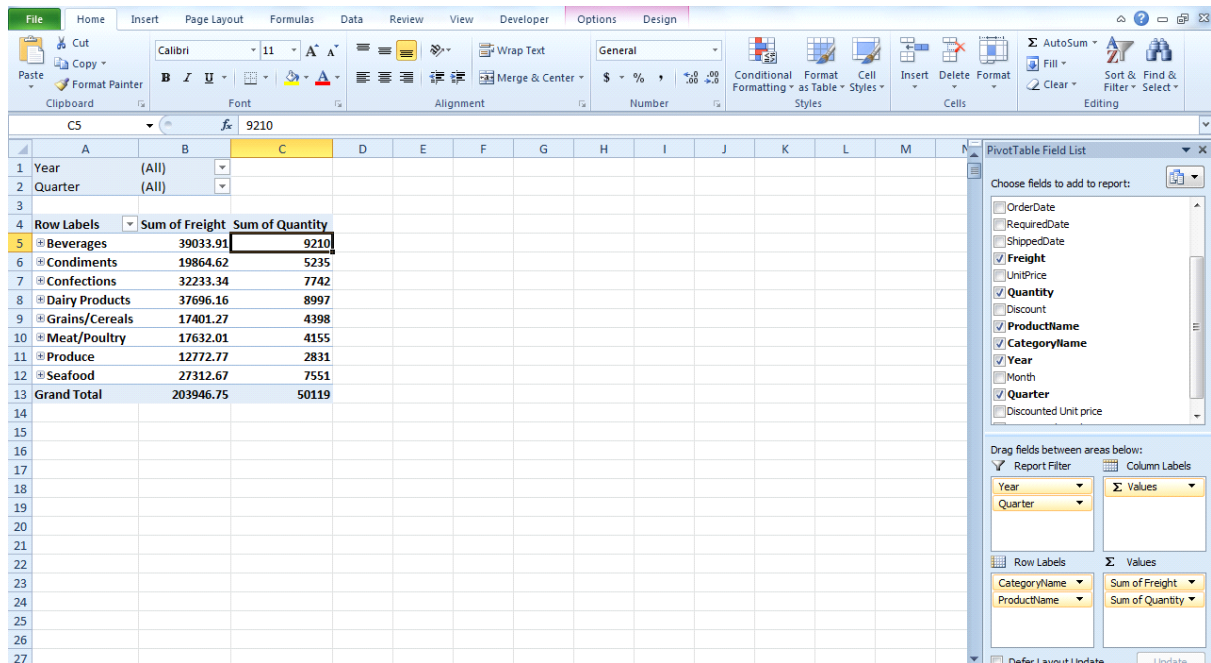 File Home Insert Page Layout Formulas Data Review View Developer Options Design
Cut
Copy
Format Painter
Paste
Clipboard
Calibri 11 A A
B I U A
Font
Wrap Text
Merge & Center
Alignment
General
$ % , .0 .00 .00 .0
Number
Conditional Formatting Format as Table Cell Styles
Styles
Insert Delete Format
Cells
Σ AutoSum
Fill
Clear
Sort & Filter Find & Select
Editing
C5 fx 9210
A B C D E F G H I J K L M N
1 Year (All)
2 Quarter (All)
3
4 Row Labels Sum of Freight Sum of Quantity
5 Beverages 39033.91 9210
6 Condiments 19864.62 5235
7 Confections 32233.34 7742
8 Dairy Products 37696.16 8997
9 Grains/Cereals 17401.27 4398
10 Meat/Poultry 17632.01 4155
11 Produce 12772.77 2831
12 Seafood 27312.67 7551
13 Grand Total 203946.75 50119
14
15
16
17
18
19
20
21
22
23
24
25
26
27
PivotTable Field List
Choose fields to add to report:
OrderDate
RequiredDate
ShippedDate
Freight
UnitPrice
Quantity
Discount
ProductName
CategoryName
Year
Month
Quarter
Discounted Unit price
Drag fields between areas below:
Report Filter Column Labels
Year Σ Values
Quarter
Row Labels Σ Values
CategoryName Sum of Freight
ProductName Sum of Quantity
Defer Layout Update Update